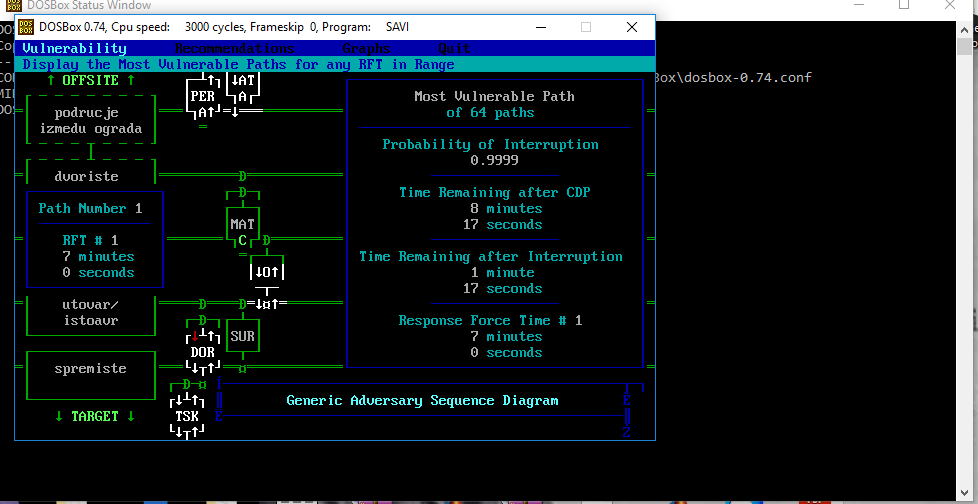 DOSBox Status Window
DOSBox 0.74, Cpu speed: 3000 cycles, Frameskip 0, Program: SAVI
Vulnerability Recommendations Graphs Quit
Display the Most Vulnerable Paths for any RFT in Range
Box\dosbox-0.74.conf
↑ OFFSITE ↑
podrucje
izmedu ograda
dvoriste
Path Number 1
RFT # 1
7 minutes
0 seconds
utovar/
istoavr
spremiste
↓ TARGET ↓
↑ ↓AT
PER A
A↑ ↓
D
D
MAT
C D
↓O↑
D D ↓¤↑
D
SUR
↓ ↑
DOR
↓ ↑ ¤
D ¤
↓ ↑
TSK
↓ ↑
Most Vulnerable Path
of 64 paths
Probability of Interruption
0.9999
Time Remaining after CDP
8 minutes
17 seconds
Time Remaining after Interruption
1 minute
17 seconds
Response Force Time # 1
7 minutes
0 seconds
Generic Adversary Sequence Diagram